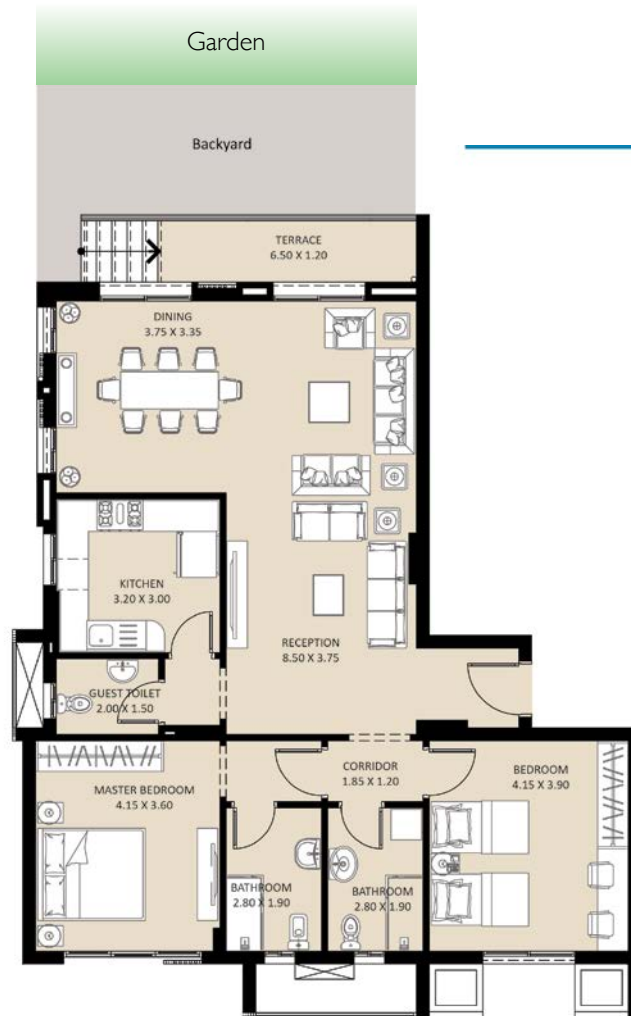 Garden
Backyard
TERRACE
6.50 X 1.20
DINING
3.75 X 3.35
KITCHEN
3.20 X 3.00
RECEPTION
8.50 X 3.75
GUEST TOILET
2.00 X 1.50
CORRIDOR
1.85 X 1.20
BEDROOM
4.15 X 3.90
MASTER BEDROOM
4.15 X 3.60
BATHROOM
2.80 X 1.90
BATHROOM
2.80 X 1.90